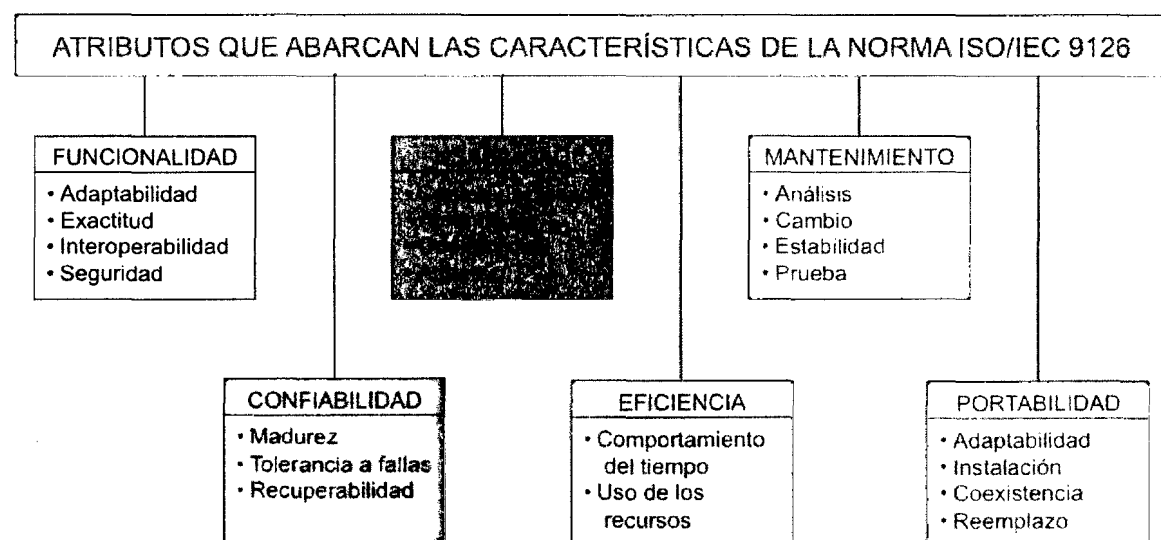 ATRIBUTOS QUE ABARCAN LAS CARACTERÍSTICAS DE LA NORMA ISO/IEC 9126
FUNCIONALIDAD
• Adaptabilidad
• Exactitud
• Interoperabilidad
• Seguridad
MANTENIMIENTO
• Análisis
• Cambio
• Estabilidad
• Prueba
CONFIABILIDAD
• Madurez
• Tolerancia a fallas
• Recuperabilidad
EFICIENCIA
• Comportamiento
del tiempo
• Uso de los
recursos
PORTABILIDAD
• Adaptabilidad
• Instalación
• Coexistencia
• Reemplazo